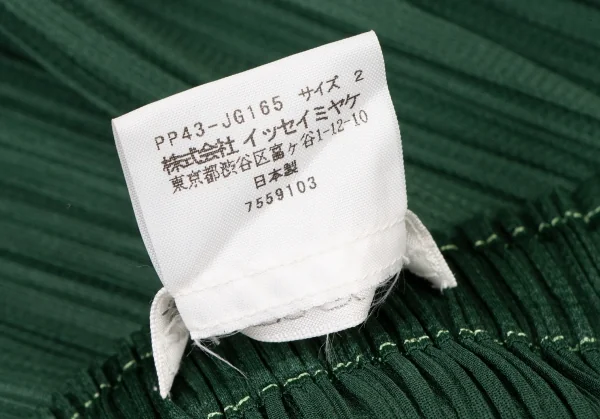 PP43-JG165 サイズ 2
株式会社 イッセイミヤケ
東京都渋谷区富ヶ谷1-12-10
日本製
7559103